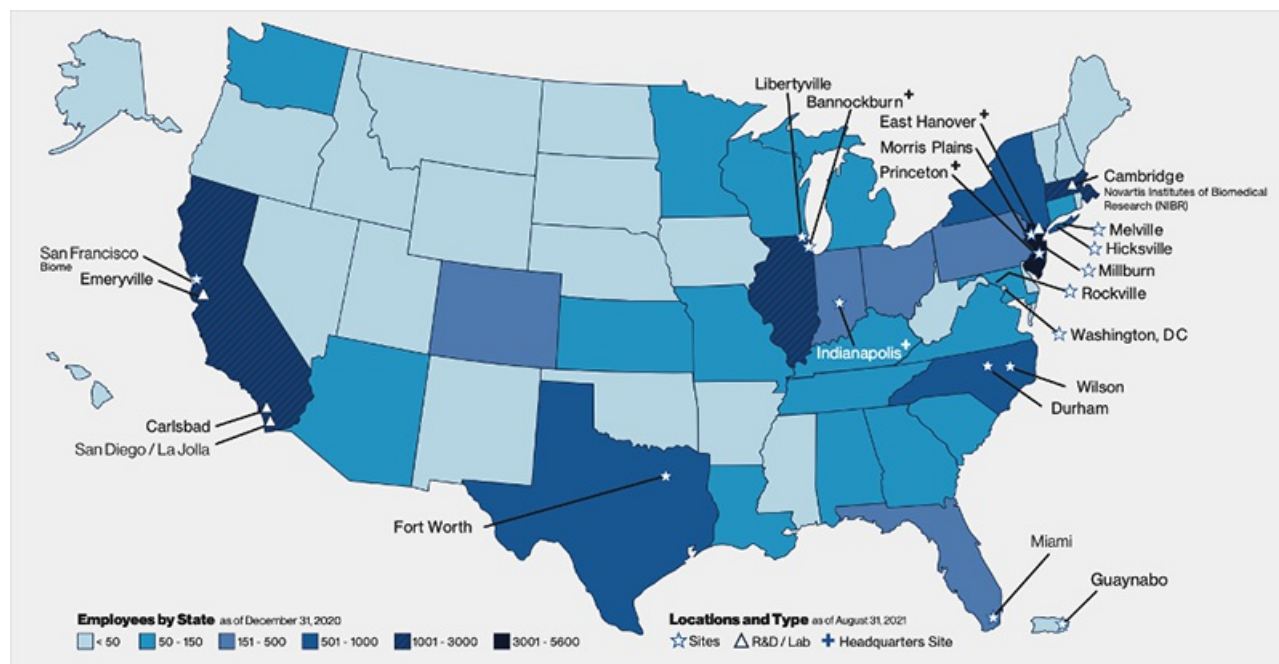 Libertyville
Bannockburn+
East Hanover+
Morris Plains
Princeton+
Cambridge
Novartis Institutes of Biomedical
Research (NIBR)
Melville
Hicksville
Millburn
Rockville
Washington, DC
San Francisco
Biome
Emeryville
Indianapolis+
Wilson
Durham
Carlsbad
San Diego / La Jolla
Fort Worth
Miami
Guaynabo
Employees by State as of December 31, 2020
< 50 50 - 150 151 - 500 501 - 1000 1001 - 3000 3001 - 5600
Locations and Type as of August 31, 2021
Sites R&D / Lab + Headquarters Site